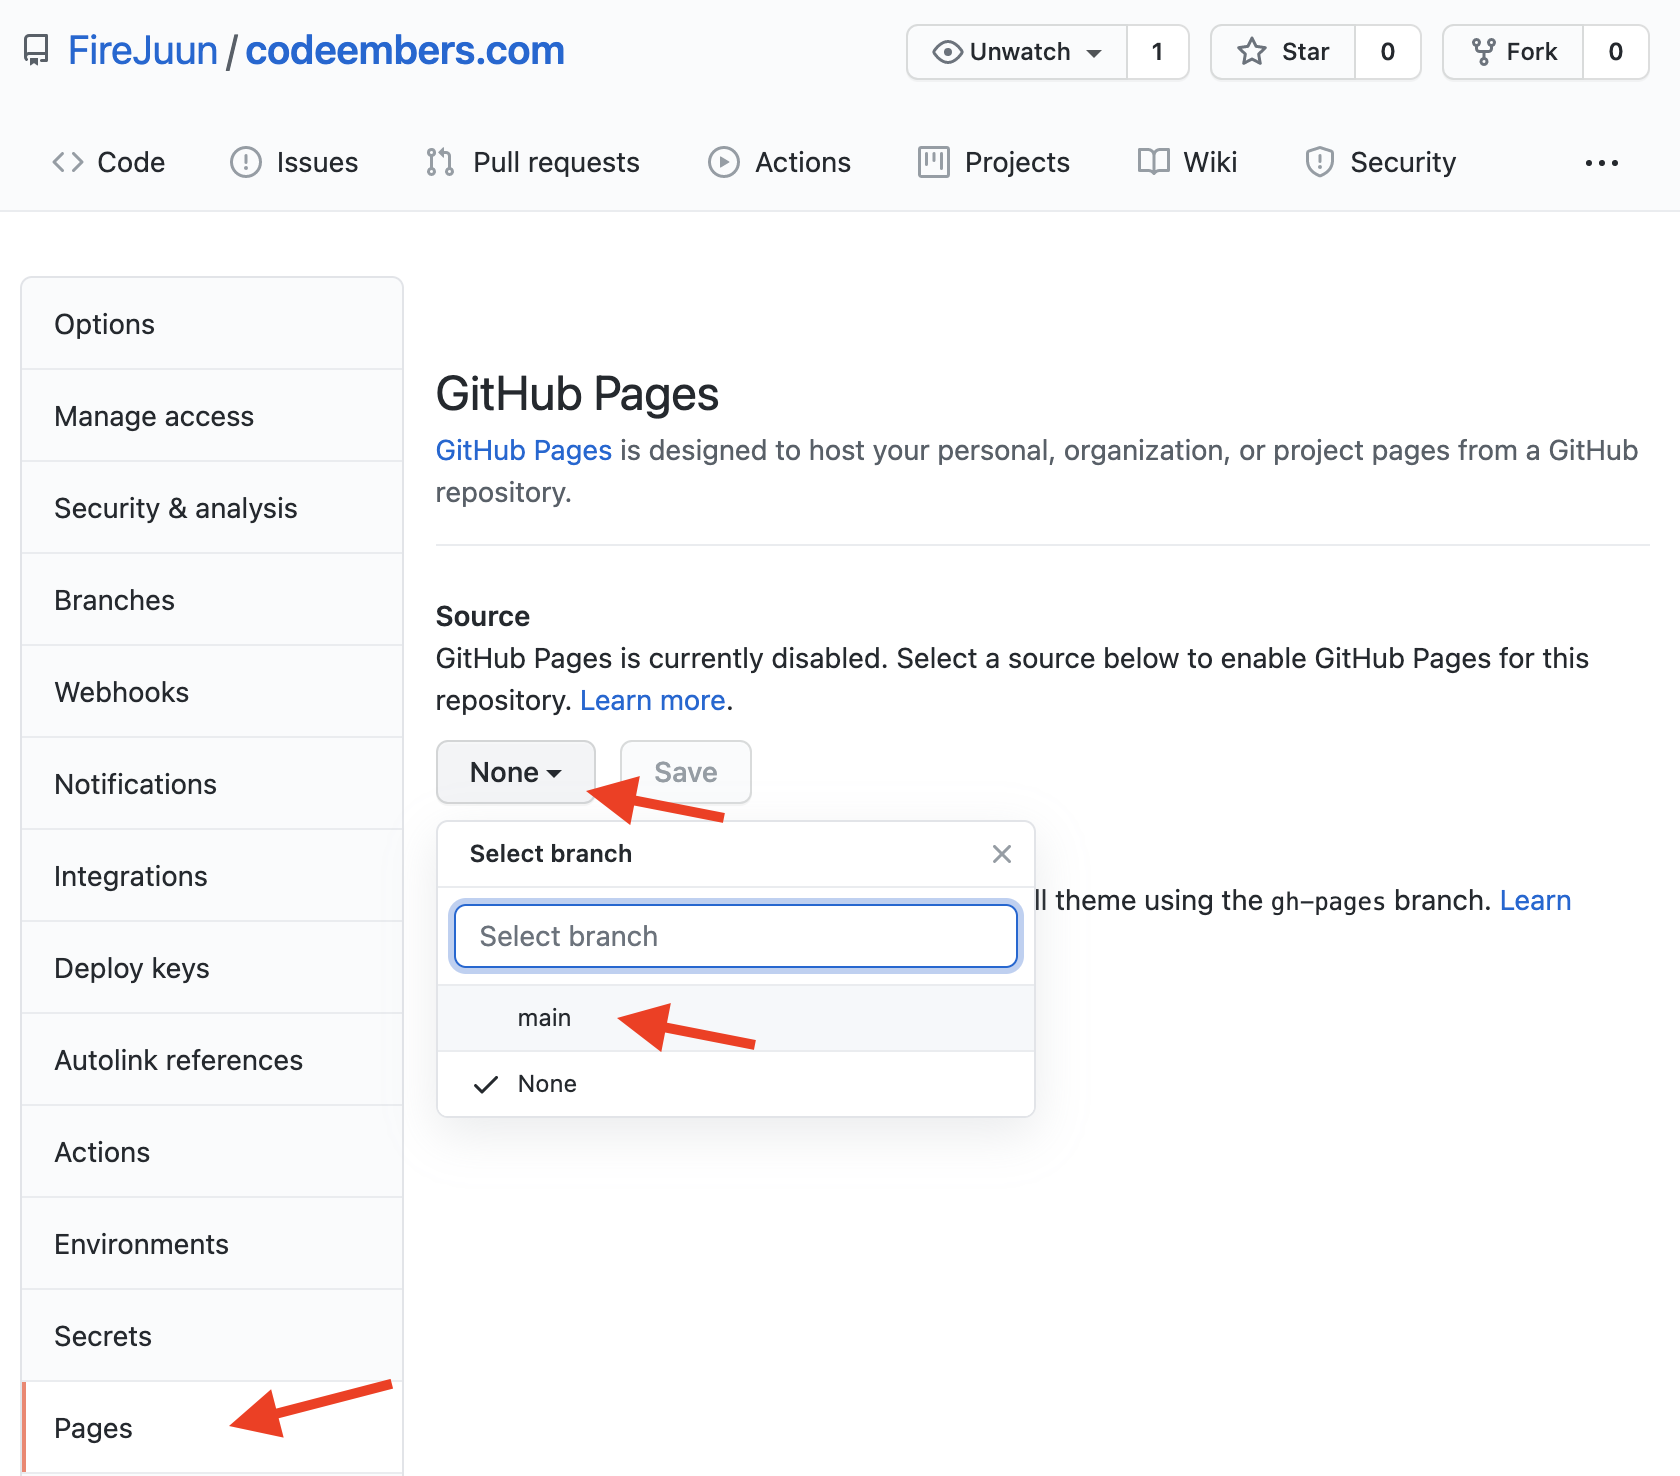 FireJuun / codeembers.com
Unwatch 1 Star 0 Fork 0
Code Issues Pull requests Actions Projects Wiki Security
Options
Manage access
Security & analysis
Branches
Webhooks
Notifications
Integrations
Deploy keys
Autolink references
Actions
Environments
Secrets
Pages
GitHub Pages
GitHub Pages is designed to host your personal, organization, or project pages from a GitHub
repository.
Source
GitHub Pages is currently disabled. Select a source below to enable GitHub Pages for this
repository. Learn more.
None Save
Select branch
Select branch
main
None
theme using the gh-pages branch. Learn